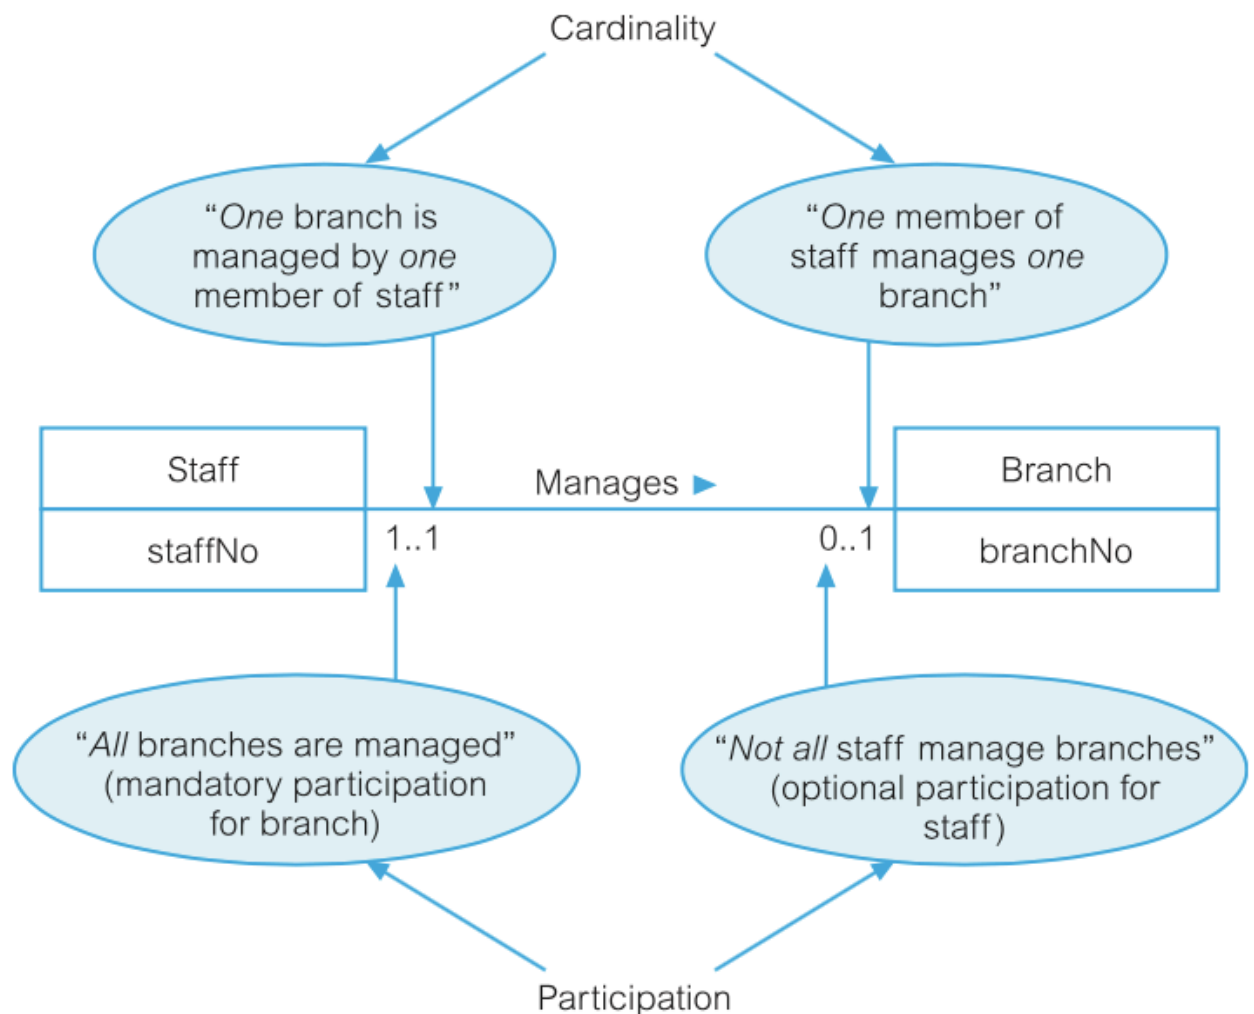 Cardinality
“One branch is
managed by one
member of staff”
“One member of
staff manages one
branch”
Staff
staffNo
Manages ►
1..1
0..1
Branch
branchNo
“All branches are managed”
(mandatory participation
for branch)
“Not all staff manage branches”
(optional participation for
staff)
Participation